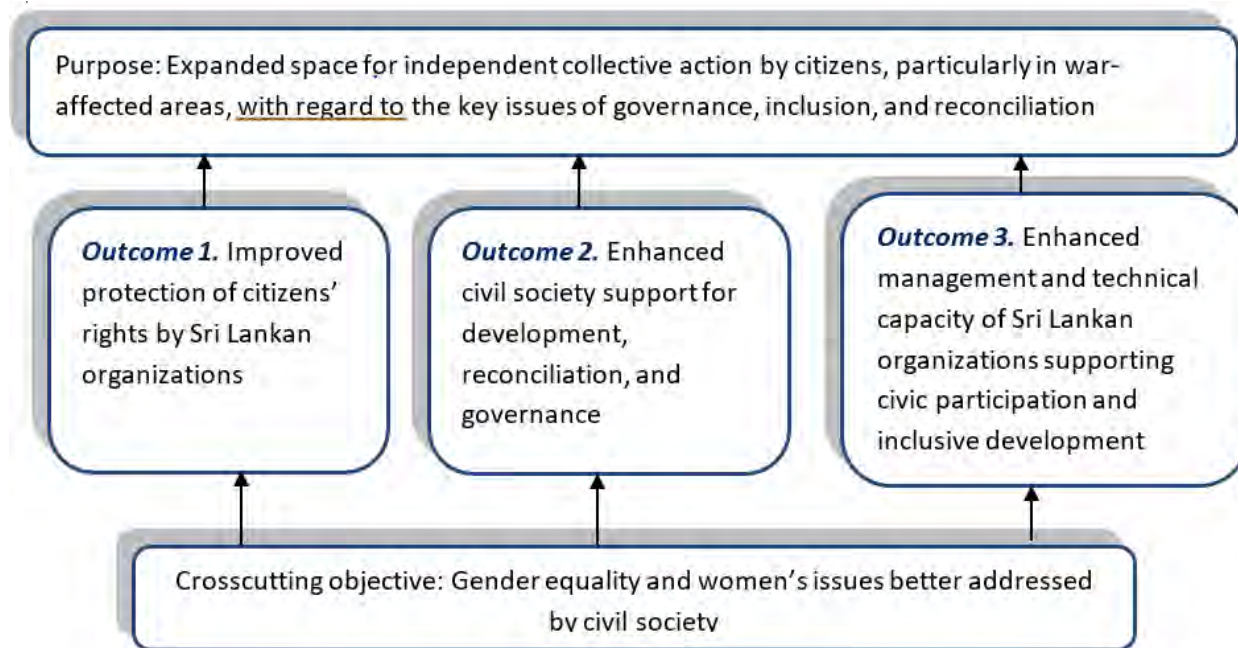 Purpose: Expanded space for independent collective action by citizens, particularly in war-
affected areas, with regard to the key issues of governance, inclusion, and reconciliation
Outcome 1. Improved
protection of citizens’
rights by Sri Lankan
organizations
Outcome 2. Enhanced
civil society support for
development,
reconciliation, and
governance
Outcome 3. Enhanced
management and technical
capacity of Sri Lankan
organizations supporting
civic participation and
inclusive development
Crosscutting objective: Gender equality and women’s issues better addressed
by civil society